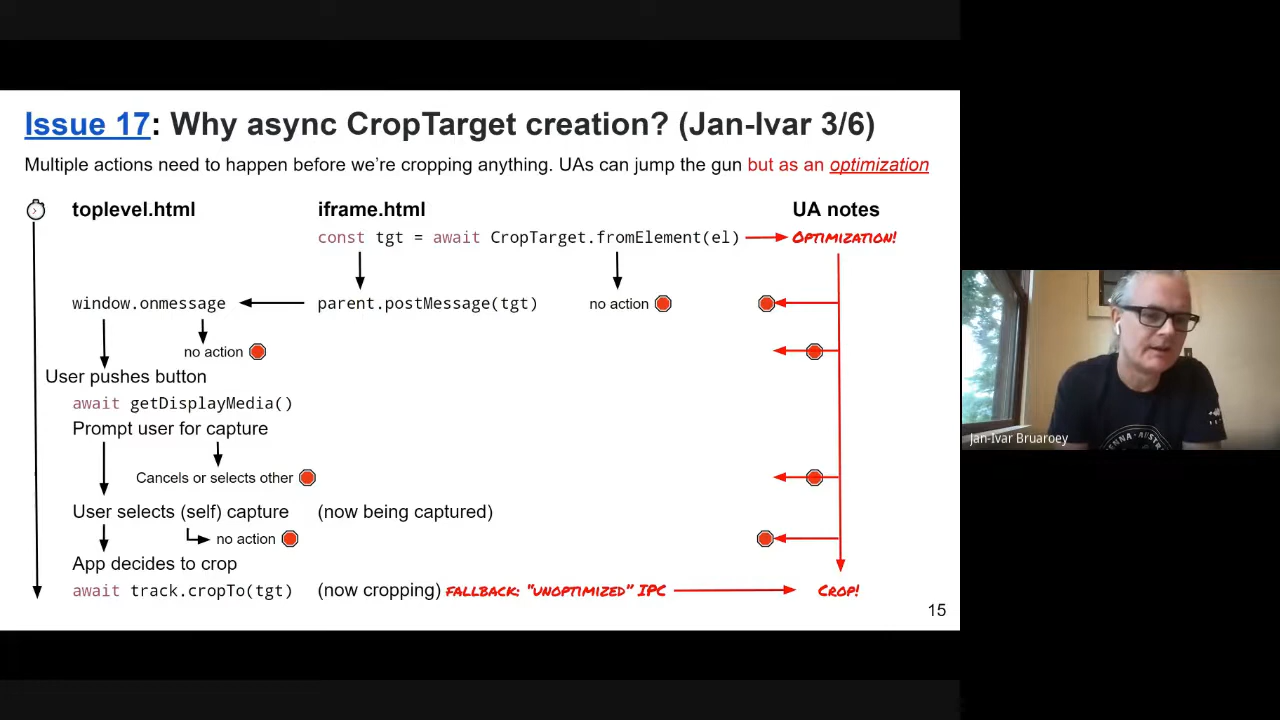 Issue 17: Why async CropTarget creation? (Jan-Ivar 3/6)
Multiple actions need to happen before we're cropping anything. UAs can jump the gun but as an optimization
toplevel.html iframe.html UA notes
const tgt = await CropTarget.fromElement(el) OPTIMIZATION!
window.onmessage parent.postMessage(tgt) no action
no action
User pushes button
await getDisplayMedia()
Prompt user for capture
Cancels or selects other
User selects (self) capture (now being captured)
no action
App decides to crop
await track.cropTo(tgt) (now cropping) FALLBACK: "UNOPTIMIZED" IPC CROP!
15
Jan-Ivar Bruaroey